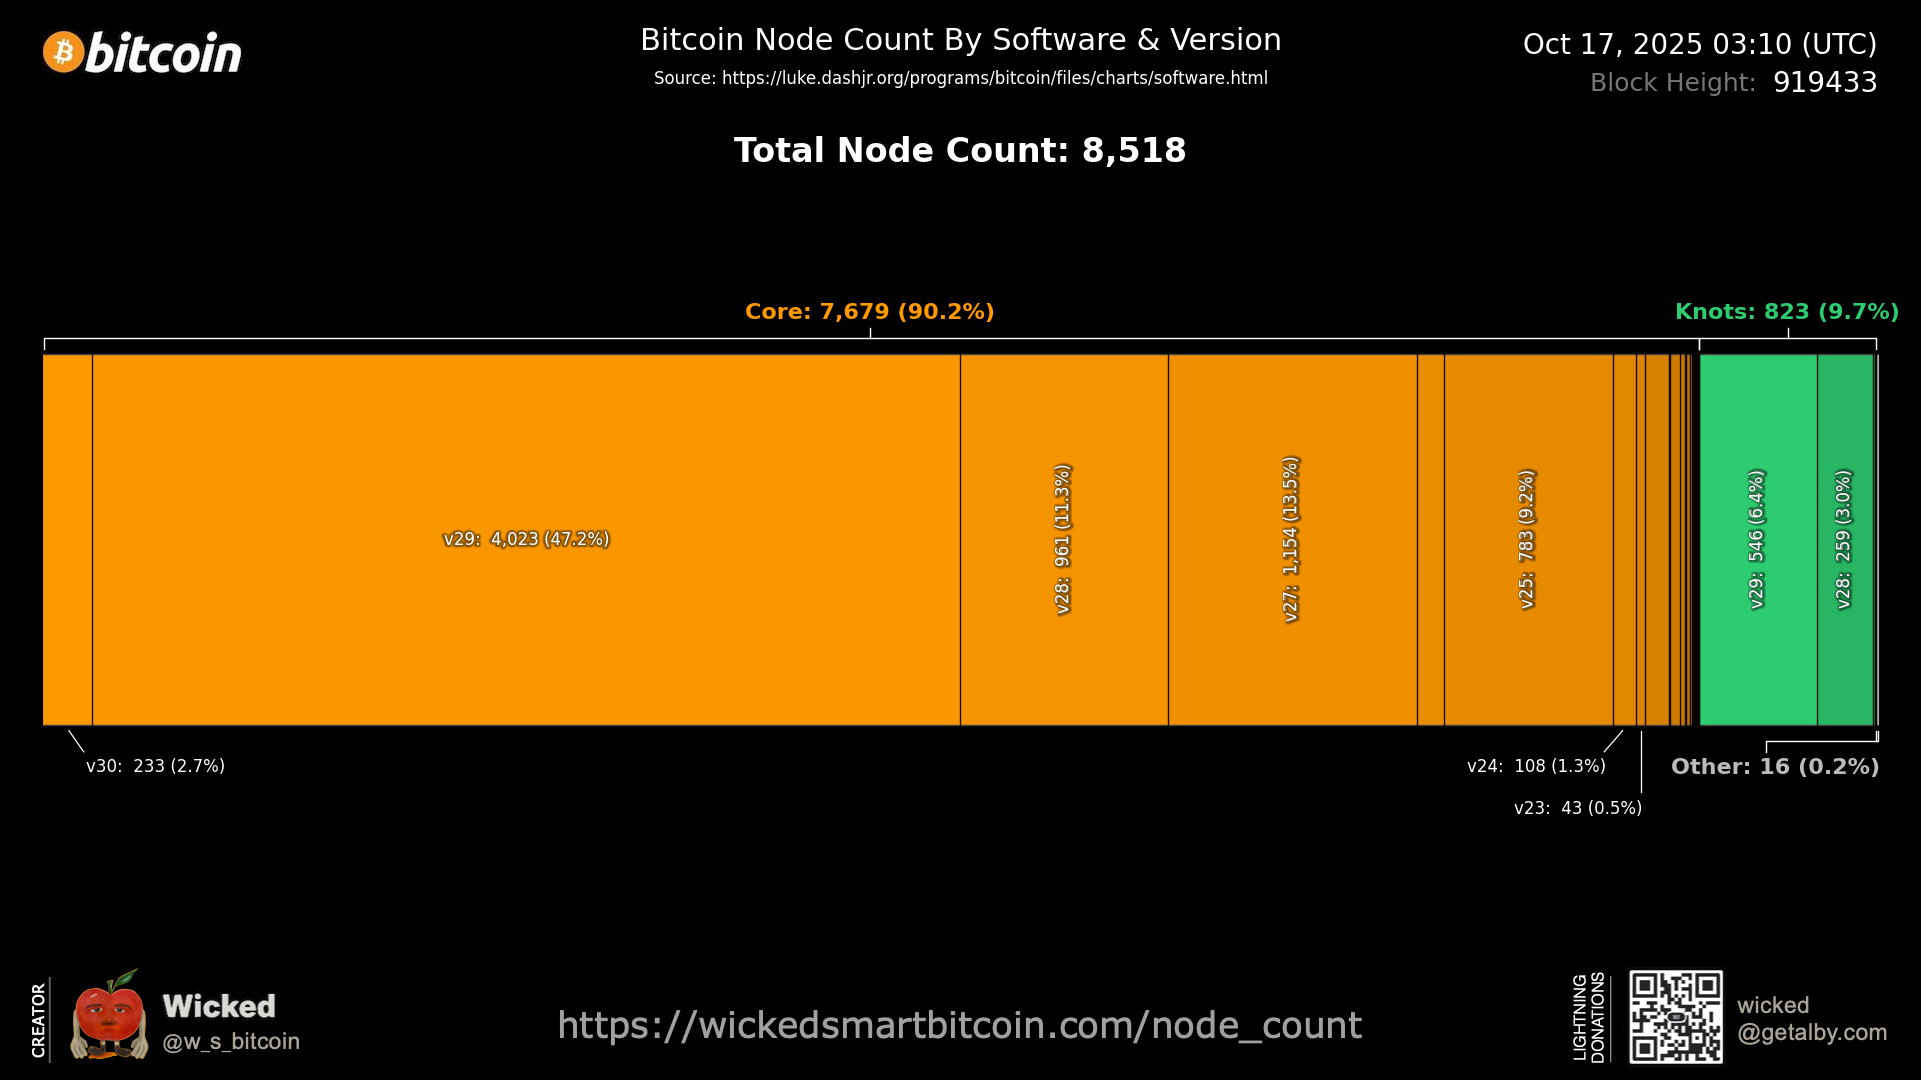 bitcoin
Bitcoin Node Count By Software & Version
Source: https://luke.dashjr.org/programs/bitcoin/files/charts/software.html
Oct 17, 2025 03:10 (UTC)
Block Height: 919433
Total Node Count: 8,518
Core: 7,679 (90.2%)
Knots: 823 (9.7%)
v29: 4,023 (47.2%)
v28: 961 (11.3%)
v27: 1,154 (13.5%)
v25: 783 (9.2%)
v29: 546 (6.4%)
v28: 259 (3.0%)
v30: 233 (2.7%)
v24: 108 (1.3%)
Other: 16 (0.2%)
v23: 43 (0.5%)
CREATOR
Wicked
@w_s_bitcoin
https://wickedsmartbitcoin.com/node_count
LIGHTNING
DONATIONS
wicked
@getalby.com